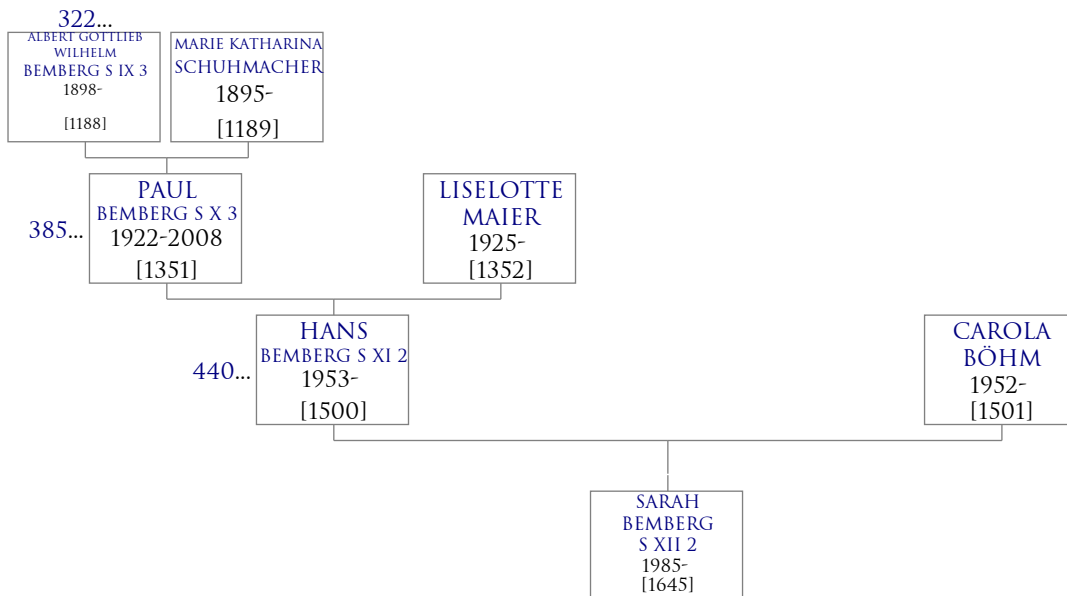 322...
ALBERT GOTTLIEB
WILHELM
BEMBERG S IX 3
1898-
[1188]
MARIE KATHARINA
SCHUHMACHER
1895-
[1189]
385...
PAUL
BEMBERG S X 3
1922-2008
[1351]
LISELOTTE
MAIER
1925-
[1352]
440...
HANS
BEMBERG S XI 2
1953-
[1500]
CAROLA
BÖHM
1952-
[1501]
SARAH
BEMBERG
S XII 2
1985-
[1645]